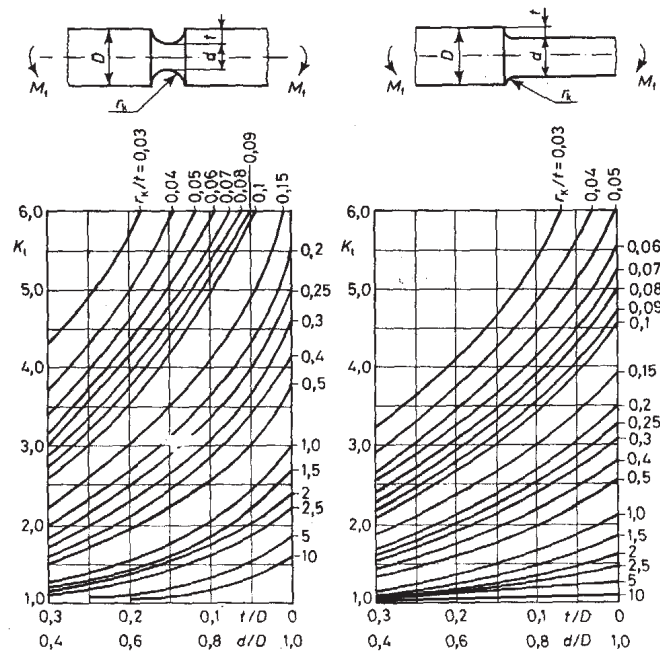 D d t
M_t M_t
r_k
D d t
M_t M_t
r_k
r_k/t = 0,03 0,04 0,05 0,06 0,07 0,08 0,09 0,1 0,15
6,0
K_t
5,0
4,0
3,0
2,0
1,0
0,2
0,25
0,3
0,4
0,5
1,0
1,5
2
2,5
5
10
0,3 0,2 0,1 t/D 0
0,4 0,6 0,8 d/D 1,0
r_k/t = 0,03 0,04 0,05
6,0
K_t
5,0
4,0
3,0
2,0
1,0
0,06
0,07
0,08
0,09
0,1
0,15
0,2
0,25
0,3
0,4
0,5
1,0
1,5
2
2,5
5
10
0,3 0,2 0,1 t/D 0
0,4 0,6 0,8 d/D 1,0